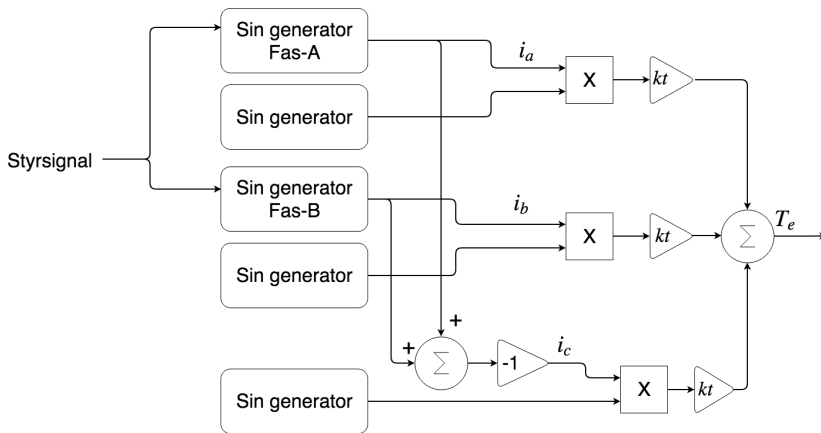 Sin generator
Fas-A
i_a
X
kt
Sin generator
Styrsignal
Sin generator
Fas-B
i_b
X
kt
∑
T_e
Sin generator
+
+
∑
-1
i_c
X
kt
Sin generator